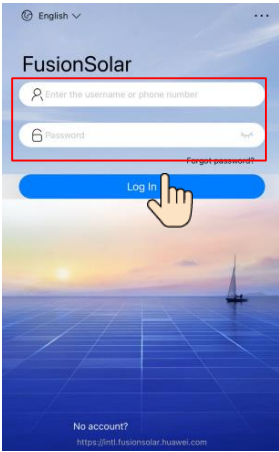 English
FusionSolar
Enter the username or phone number
Password
Forgot password?
Log In
No account?
https://intl.fusionsolar.huawei.com